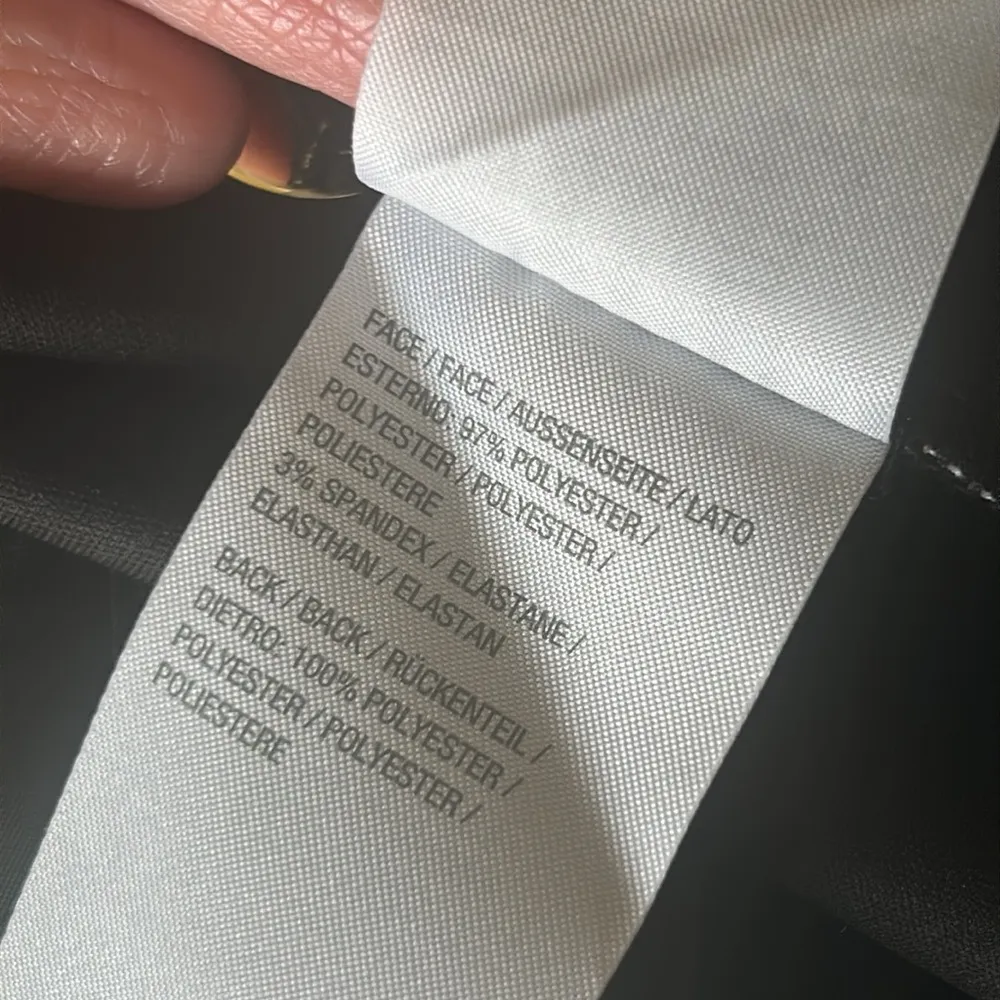 FACE / FACE / AUSSENSEITE / LATO
ESTERNO: 97% POLYESTER /
POLYESTER / POLYESTER /
POLIESTERE
3% SPANDEX / ELASTANE /
ELASTHAN / ELASTAN
BACK / BACK / RÜCKENTEIL /
DIETRO: 100% POLYESTER /
POLYESTER / POLYESTER /
POLIESTERE